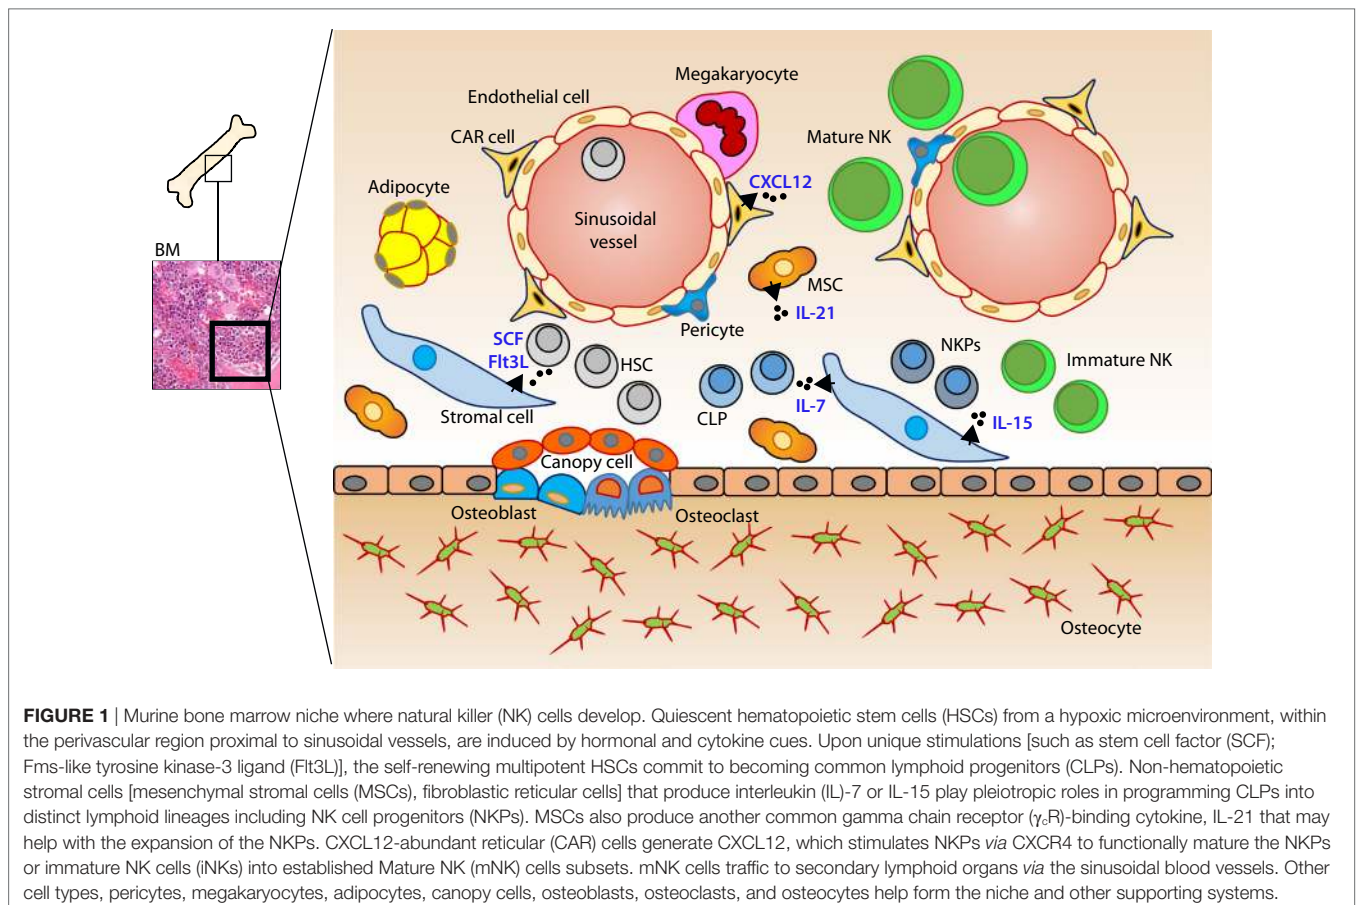 Megakaryocyte
Endothelial cell
CAR cell
Mature NK
Adipocyte
CXCL12
Sinusoidal
vessel
BM
MSC
IL-21
Pericyte
SCF
Flt3L
HSC
NKPs
Immature NK
Stromal cell
CLP
IL-7
IL-15
Canopy cell
Osteoblast
Osteoclast
Osteocyte
FIGURE 1 | Murine bone marrow niche where natural killer (NK) cells develop. Quiescent hematopoietic stem cells (HSCs) from a hypoxic microenvironment, within
the perivascular region proximal to sinusoidal vessels, are induced by hormonal and cytokine cues. Upon unique stimulations [such as stem cell factor (SCF);
Fms-like tyrosine kinase-3 ligand (Flt3L)], the self-renewing multipotent HSCs commit to becoming common lymphoid progenitors (CLPs). Non-hematopoietic
stromal cells [mesenchymal stromal cells (MSCs), fibroblastic reticular cells] that produce interleukin (IL)-7 or IL-15 play pleiotropic roles in programming CLPs into
distinct lymphoid lineages including NK cell progenitors (NKPs). MSCs also produce another common gamma chain receptor (γcR)-binding cytokine, IL-21 that may
help with the expansion of the NKPs. CXCL12-abundant reticular (CAR) cells generate CXCL12, which stimulates NKPs via CXCR4 to functionally mature the NKPs
or immature NK cells (iNKs) into established Mature NK (mNK) cells subsets. mNK cells traffic to secondary lymphoid organs via the sinusoidal blood vessels. Other
cell types, pericytes, megakaryocytes, adipocytes, canopy cells, osteoblasts, osteoclasts, and osteocytes help form the niche and other supporting systems.